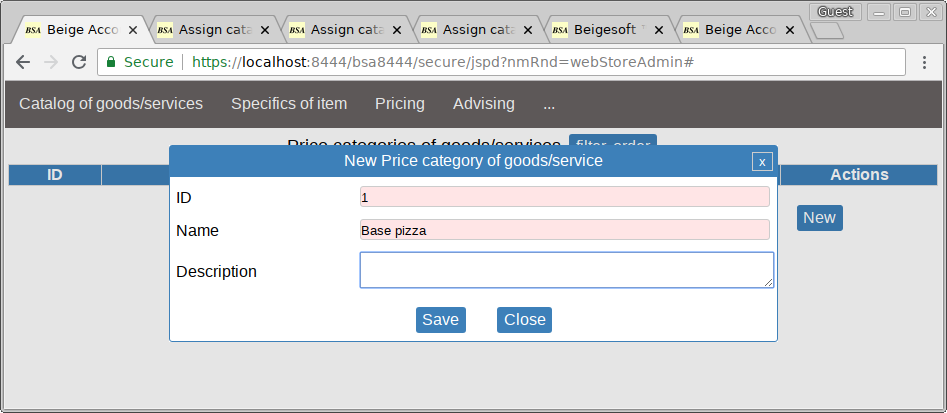 Guest
BSA Beige Acco
BSA Assign cata
BSA Assign cata
BSA Assign cata
BSA Beigesoft
BSA Beige Acco
Secure https://localhost:8444/bsa8444/secure/jspd?nmRnd=webStoreAdmin#
Catalog of goods/services Specifics of item Pricing Advising ...
Price categories of goods/services filter-order
New Price category of goods/service x
ID Actions
ID 1
New
Name Base pizza
Description
Save Close